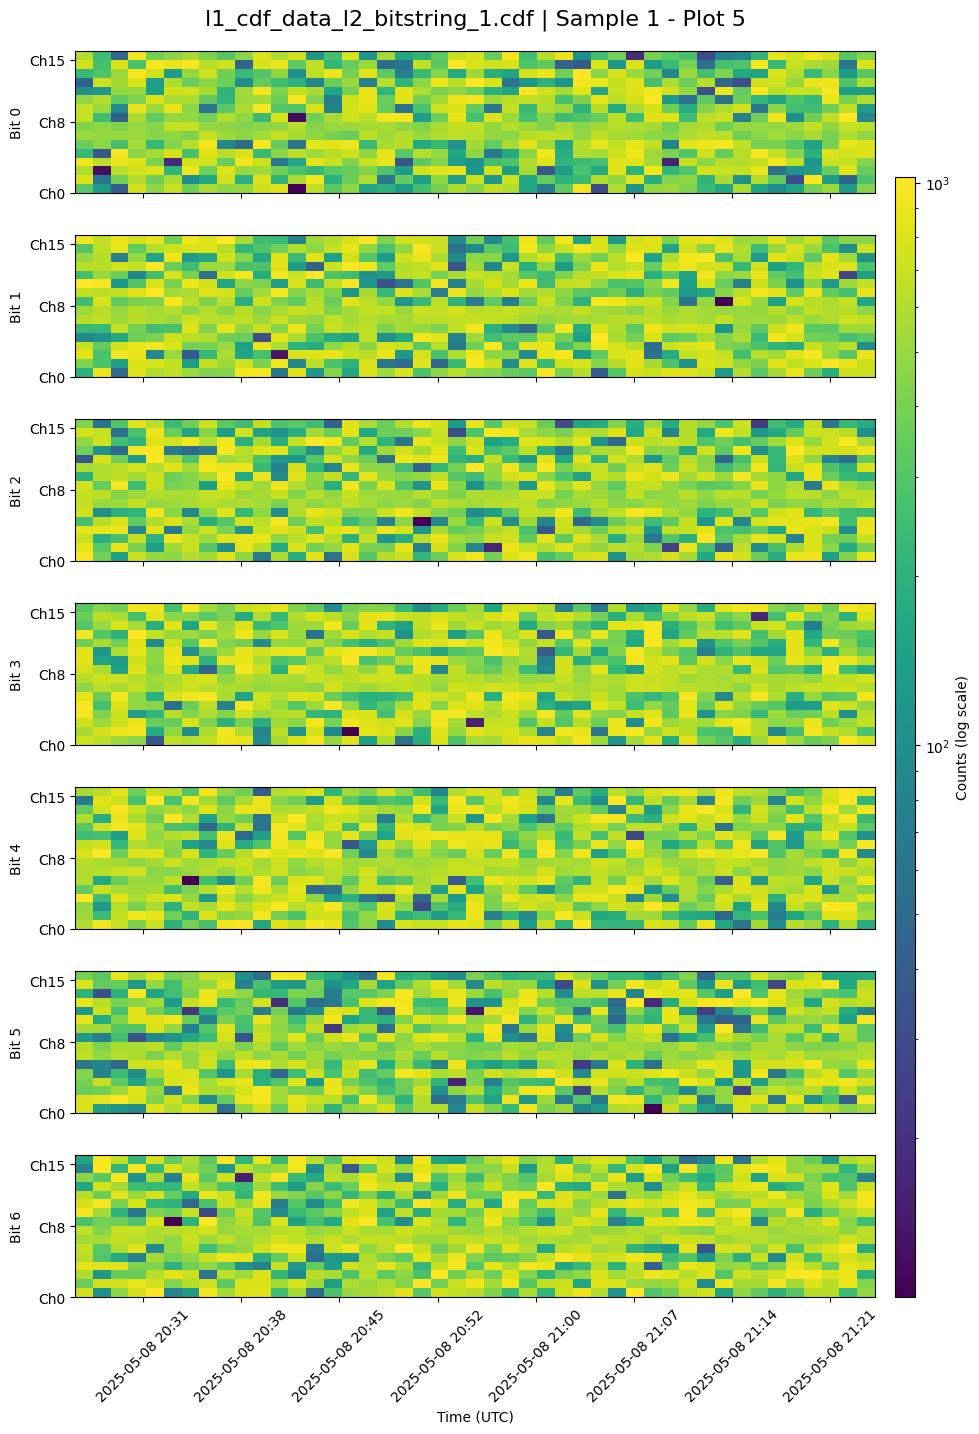 l1_cdf_data_l2_bitstring_1.cdf | Sample 1 - Plot 5
Ch15
Bit 0
Ch8
Ch0
Ch15
Bit 1
Ch8
Ch0
Ch15
Bit 2
Ch8
Ch0
Ch15
Bit 3
Ch8
Ch0
Ch15
Bit 4
Ch8
Ch0
Ch15
Bit 5
Ch8
Ch0
Ch15
Bit 6
Ch8
Ch0
2025-05-08 20:31
2025-05-08 20:38
2025-05-08 20:45
2025-05-08 20:52
2025-05-08 21:00
2025-05-08 21:07
2025-05-08 21:14
2025-05-08 21:21
Time (UTC)
10³
10²
Counts (log scale)